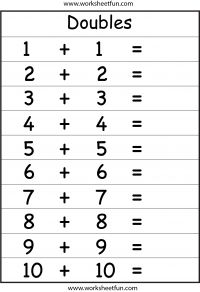 www.worksheetfun.com
Doubles
1 + 1 =
2 + 2 =
3 + 3 =
4 + 4 =
5 + 5 =
6 + 6 =
7 + 7 =
8 + 8 =
9 + 9 =
10 + 10 =
www.worksheetfun.com